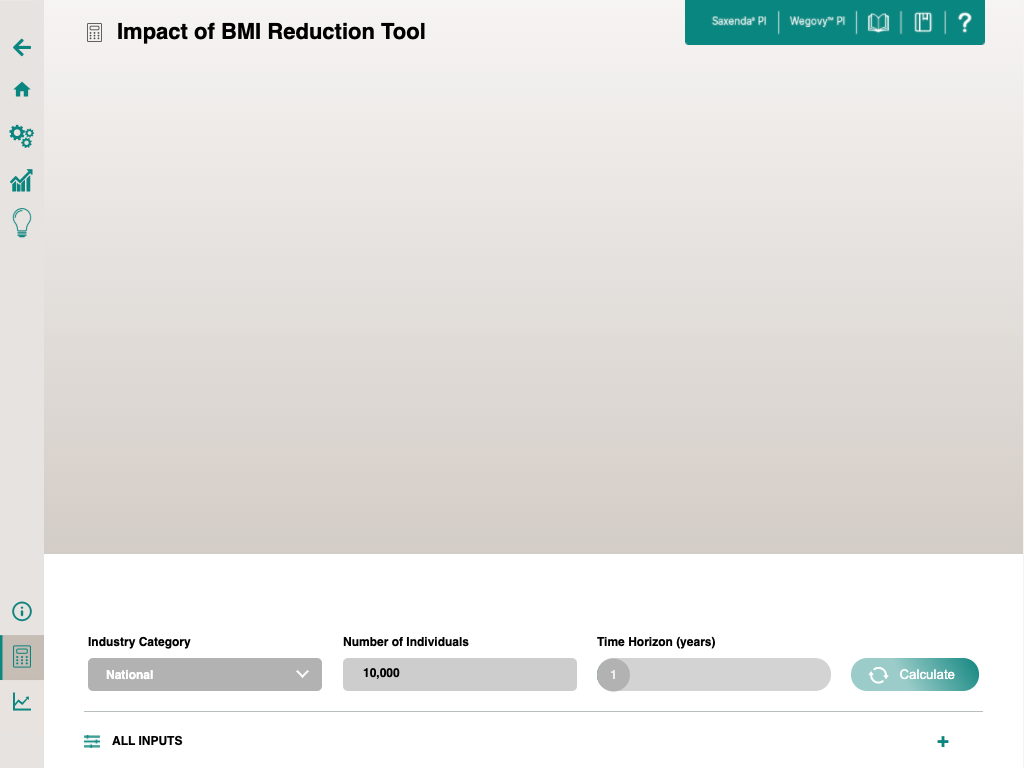 Impact of BMI Reduction Tool
Saxenda® PI
Wegovy™ PI
?
Industry Category
Number of Individuals
Time Horizon (years)
National
10,000
1
Calculate
ALL INPUTS
+